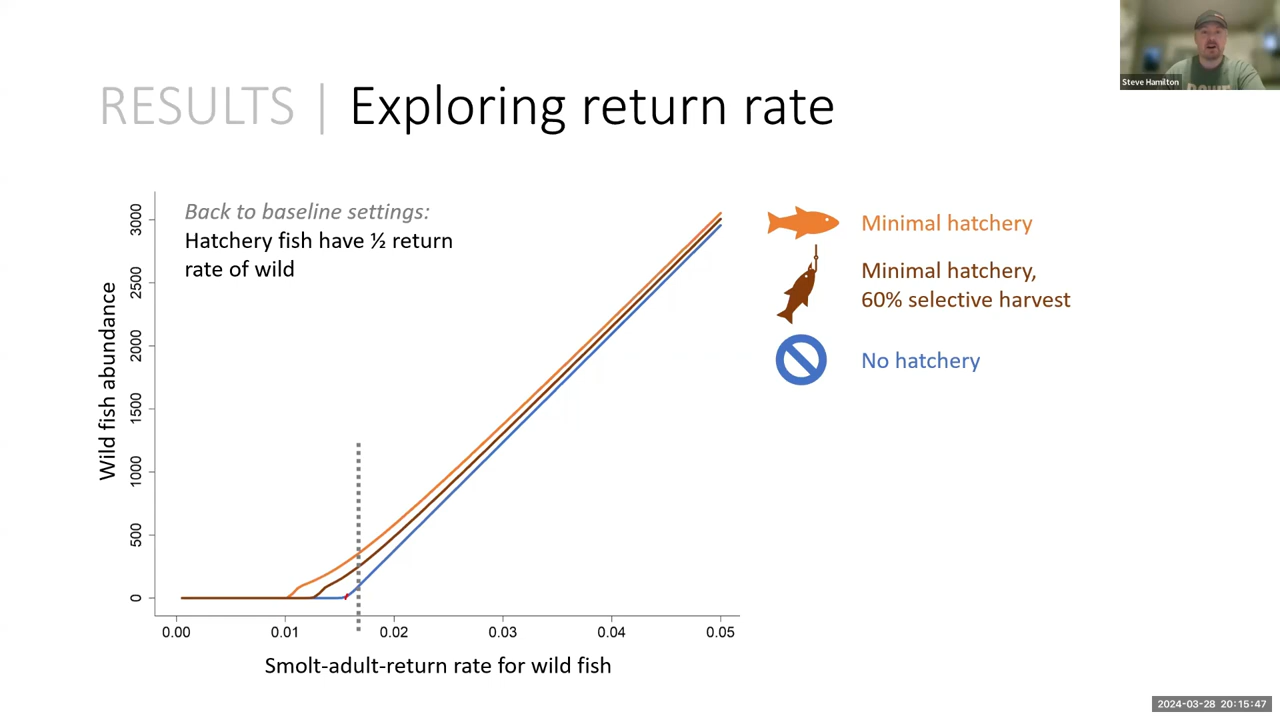 Steve Hamilton
RESULTS | Exploring return rate
Back to baseline settings:
Hatchery fish have ½ return
rate of wild
Minimal hatchery
Minimal hatchery,
60% selective harvest
No hatchery
Wild fish abundance
3000
2500
2000
1500
1000
500
0
0.00 0.01 0.02 0.03 0.04 0.05
Smolt-adult-return rate for wild fish
2024-03-28 20:15:47